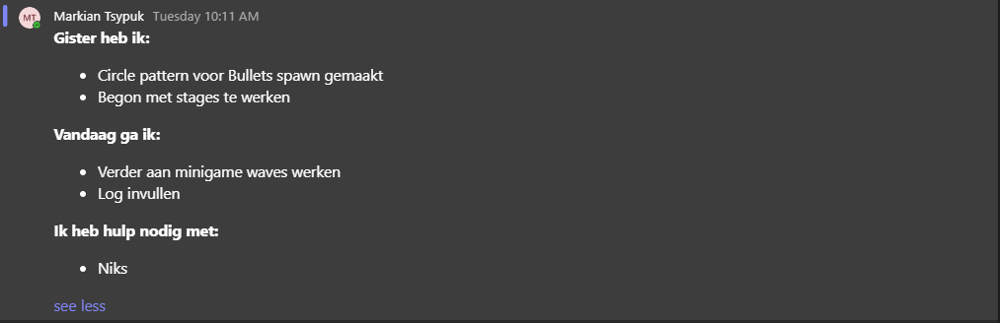 MT
Markian Tsypuk Tuesday 10:11 AM
Gister heb ik:
• Circle pattern voor Bullets spawn gemaakt
• Begon met stages te werken
Vandaag ga ik:
• Verder aan minigame waves werken
• Log invullen
Ik heb hulp nodig met:
• Niks
see less